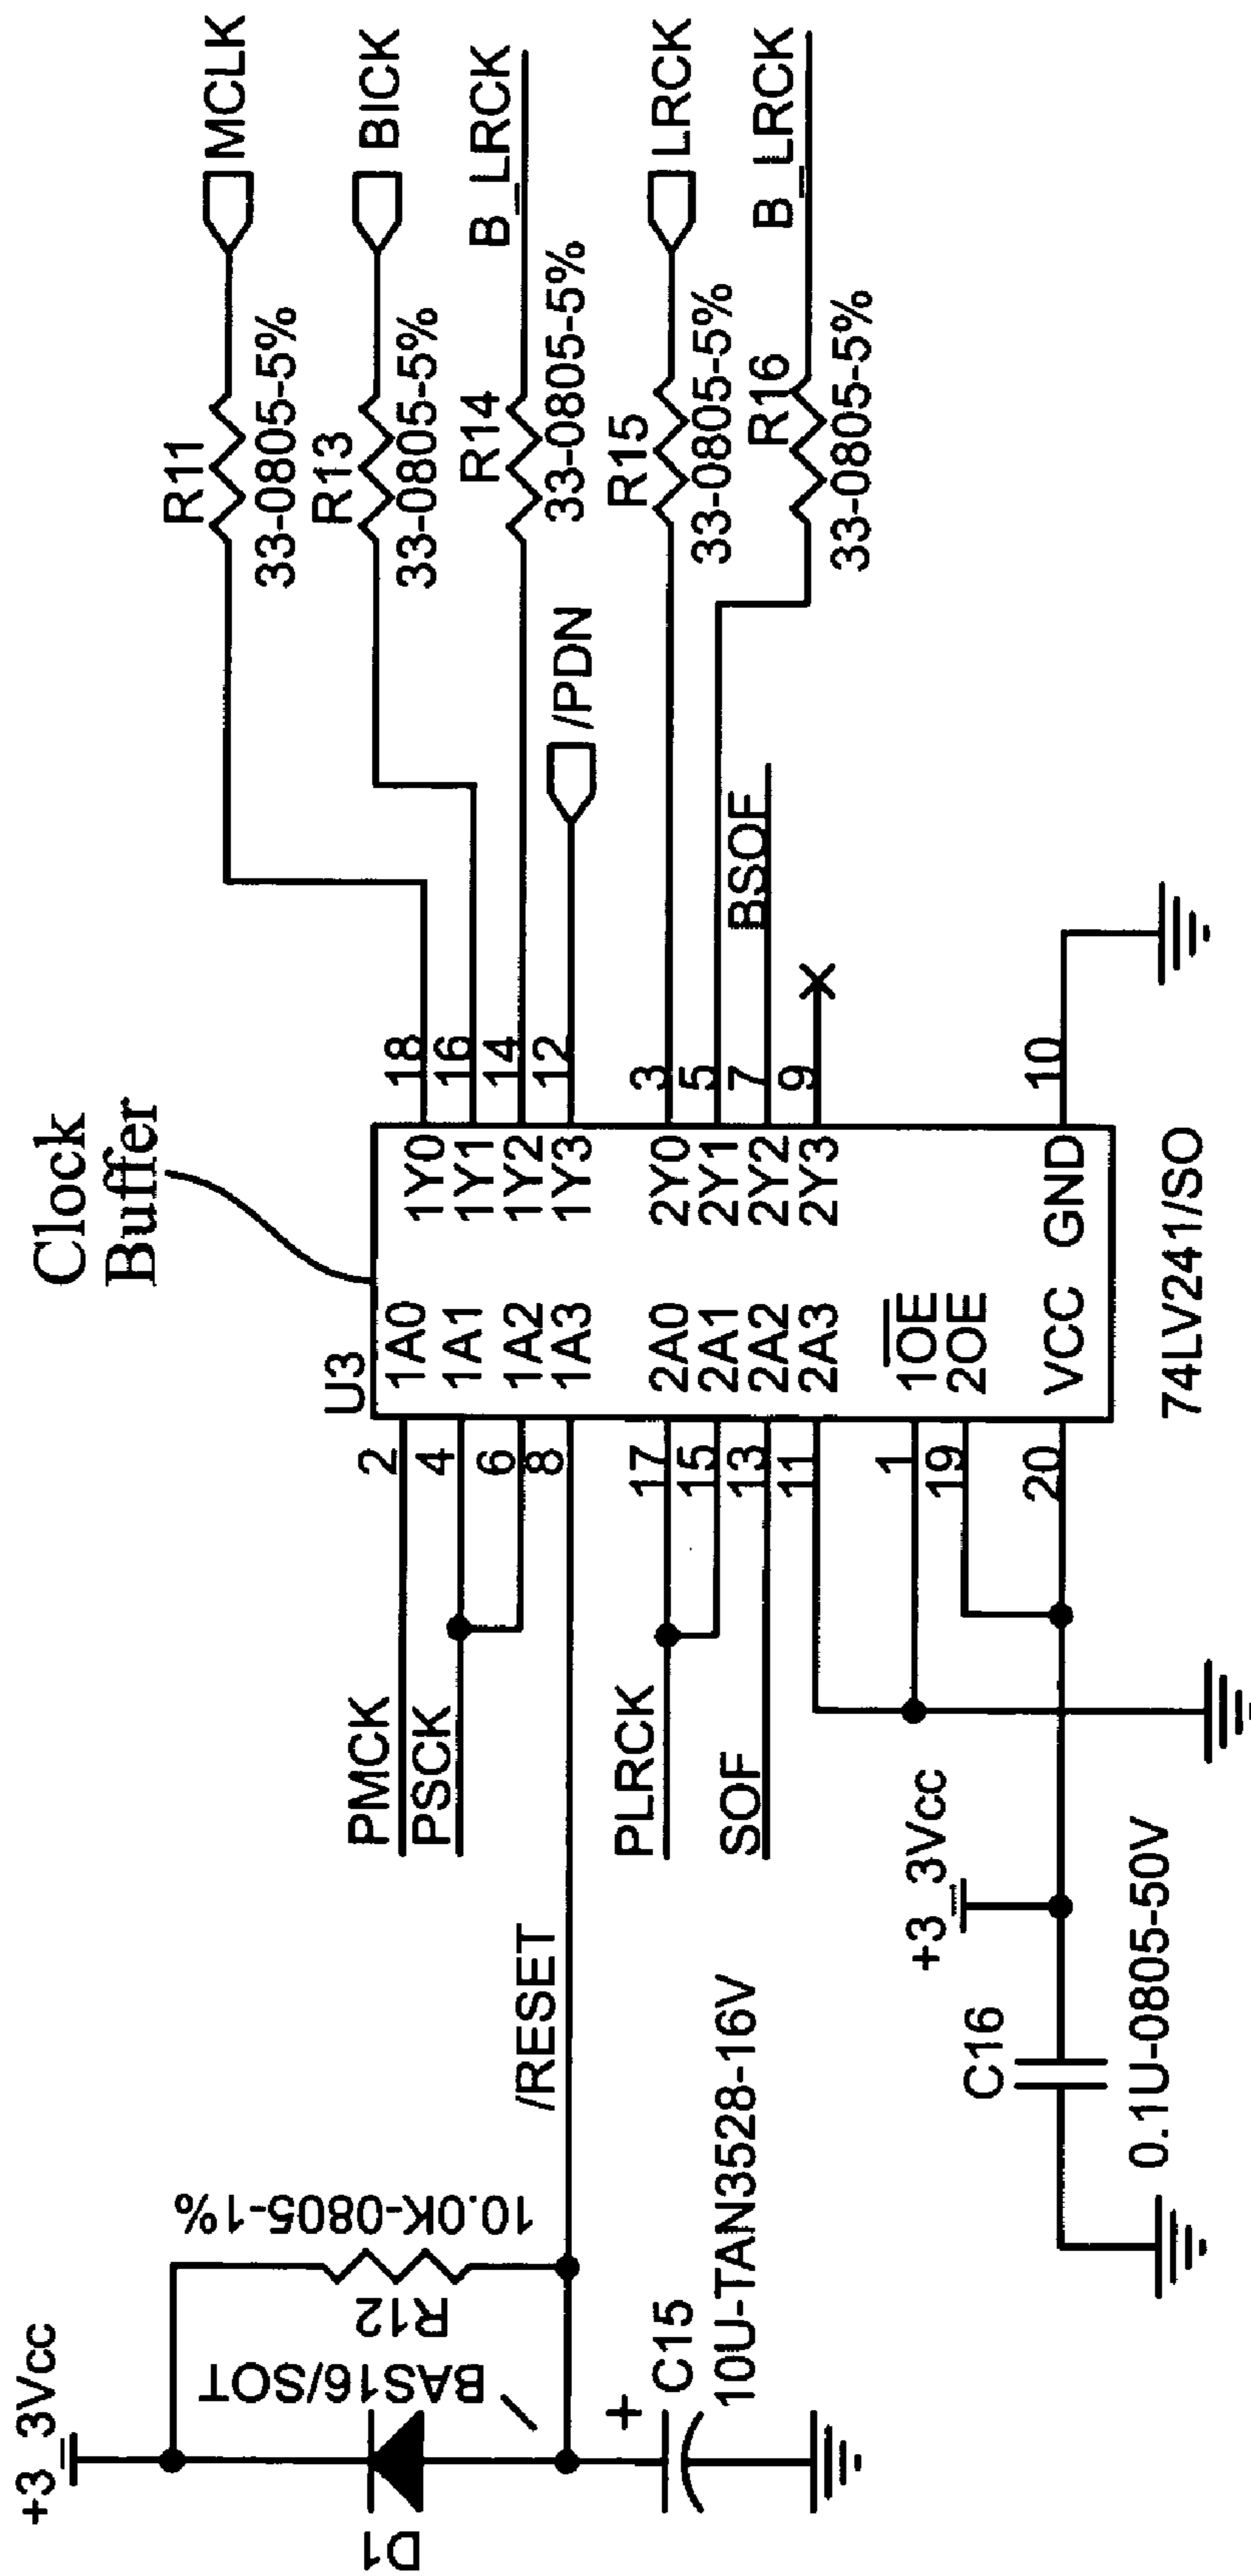 Clock
Buffer
U3
2
1A0
1Y0
18
4
1A1
1Y1
16
6
1A2
1Y2
14
8
1A3
1Y3
12
17
2A0
2Y0
3
15
2A1
2Y1
5
13
2A2
2Y2
7
11
2A3
2Y3
9
1
1OE
19
2OE
20
VCC
GND
10
74LV241/SO
R11
33-0805-5%
MCLK
R13
33-0805-5%
BICK
R14
33-0805-5%
B_LRCK
/PDN
R15
33-0805-5%
LRCK
R16
33-0805-5%
B_LRCK
BSOF
PMCK
PSCK
PLRCK
SOF
/RESET
+3_3Vcc
D1
BAS16/SOT
R12
10.0K-0805-1%
+
C15
10U-TAN3528-16V
+3_3Vcc
C16
0.1U-0805-50V